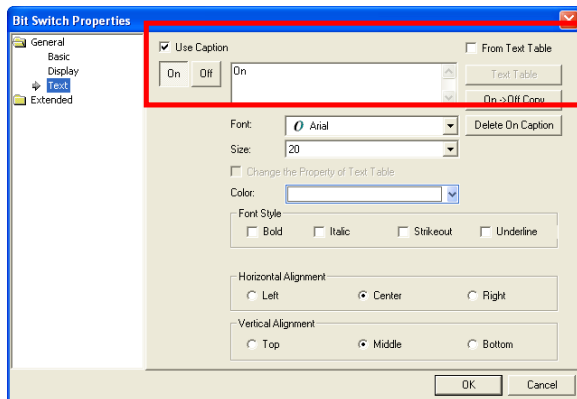 Bit Switch Properties
General
Basic
Display
Text
Extended
Use Caption
From Text Table
On
Off
On
Text Table
On ->Off Copy
Font:
Arial
Delete On Caption
Size:
20
Change the Property of Text Table
Color:
Font Style
Bold
Italic
Strikeout
Underline
Horizontal Alignment
Left
Center
Right
Vertical Alignment
Top
Middle
Bottom
OK
Cancel